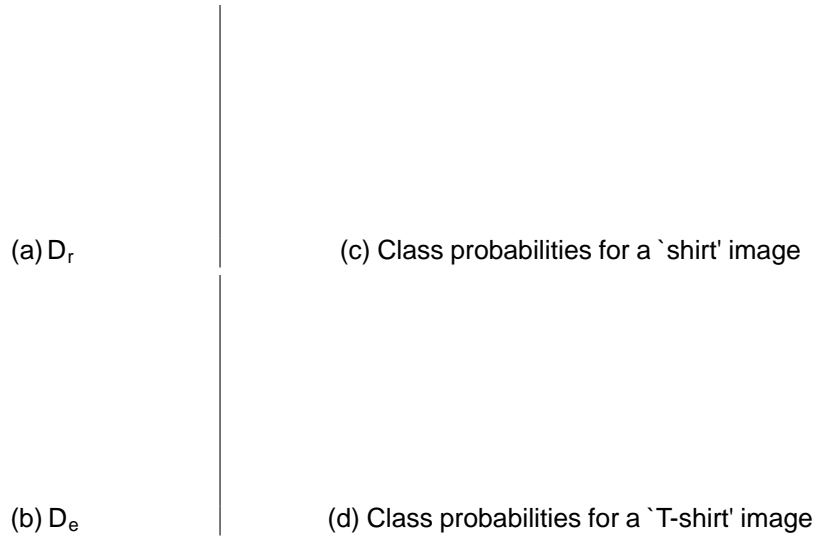 (a) Dr
(c) Class probabilities for a `shirt' image
(b) De
(d) Class probabilities for a `T-shirt' image